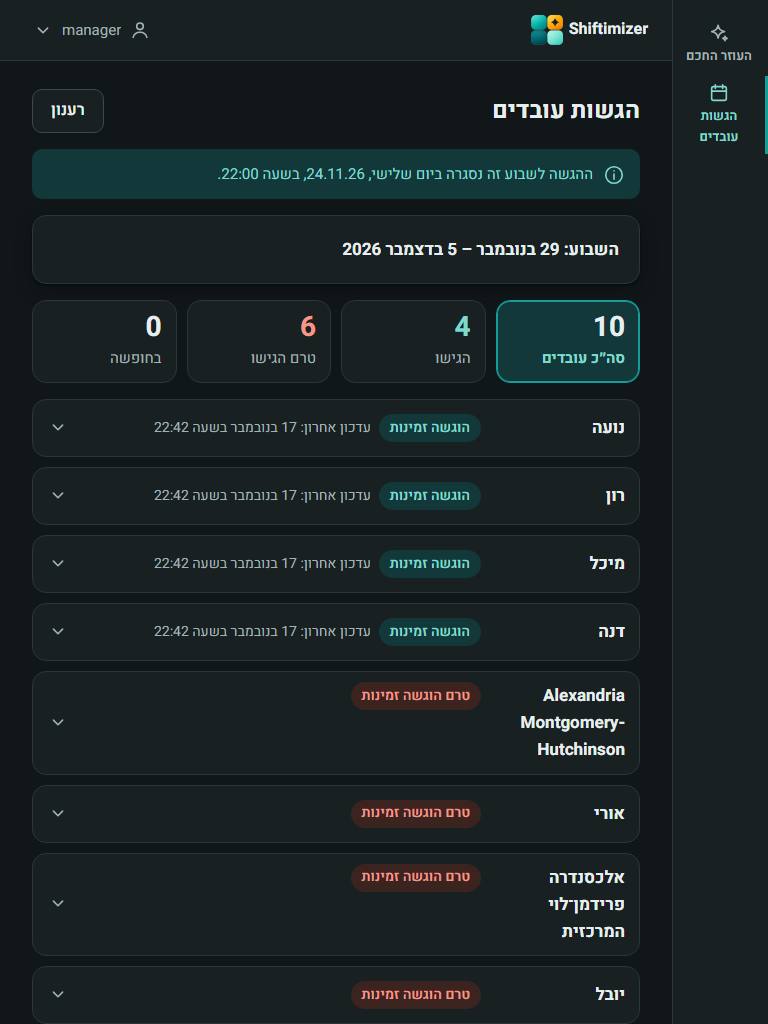 Shiftimizer
manager
העוזר החכם
הגשות
עובדים
הגשות עובדים
רענון
ההגשה לשבוע זה נסגרה ביום שלישי, 24.11.26, בשעה 22:00.
השבוע: 29 בנובמבר – 5 בדצמבר 2026
10
סה״כ עובדים
4
הגישו
6
טרם הגישו
0
בחופשה
נועה
הוגשה זמינות
עדכון אחרון: 17 בנובמבר בשעה 22:42
רון
הוגשה זמינות
עדכון אחרון: 17 בנובמבר בשעה 22:42
מיכל
הוגשה זמינות
עדכון אחרון: 17 בנובמבר בשעה 22:42
דנה
הוגשה זמינות
עדכון אחרון: 17 בנובמבר בשעה 22:42
Alexandria
Montgomery-
Hutchinson
טרם הוגשה זמינות
אורי
טרם הוגשה זמינות
אלכסנדרה
פרידמן־לוי
המרכזית
טרם הוגשה זמינות
יובל
טרם הוגשה זמינות